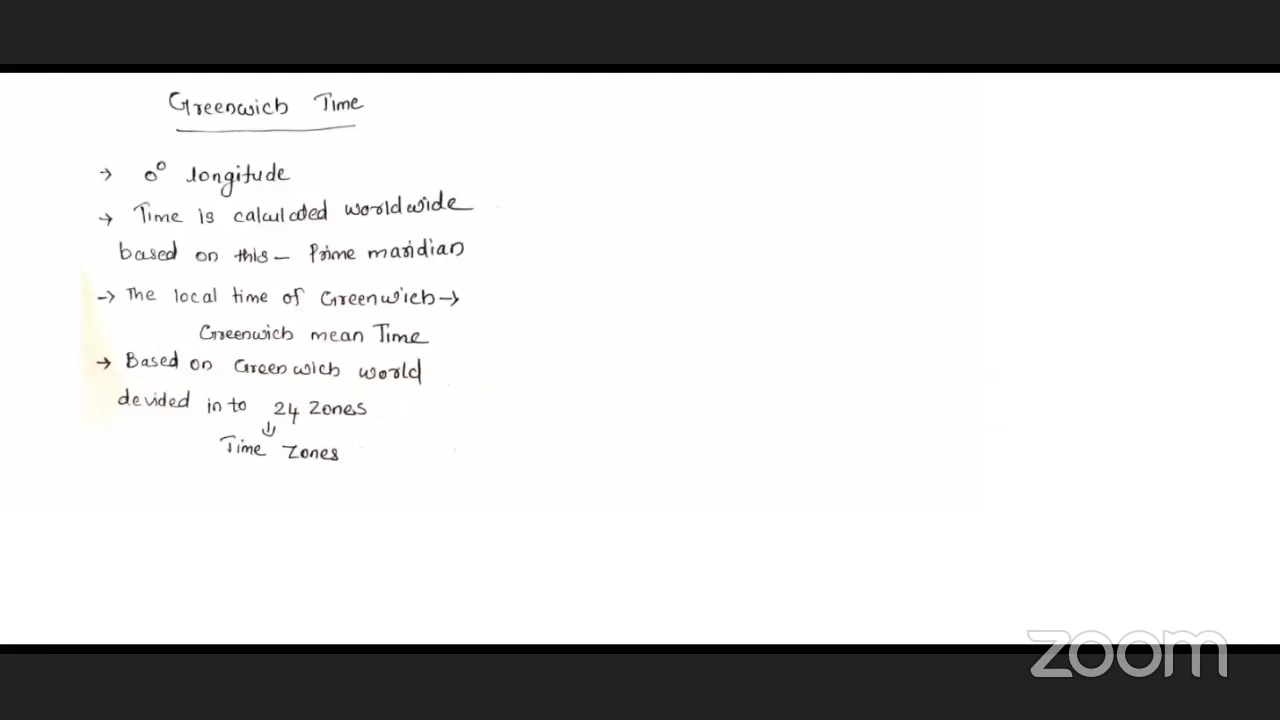 Greenwich Time
→ 0° longitude
→ Time is calculated worldwide
based on this - Prime maridian
→ The local time of Greenwich →
Greenwich mean Time
→ Based on Greenwich world
devided in to 24 zones
↓
Time zones
zoom